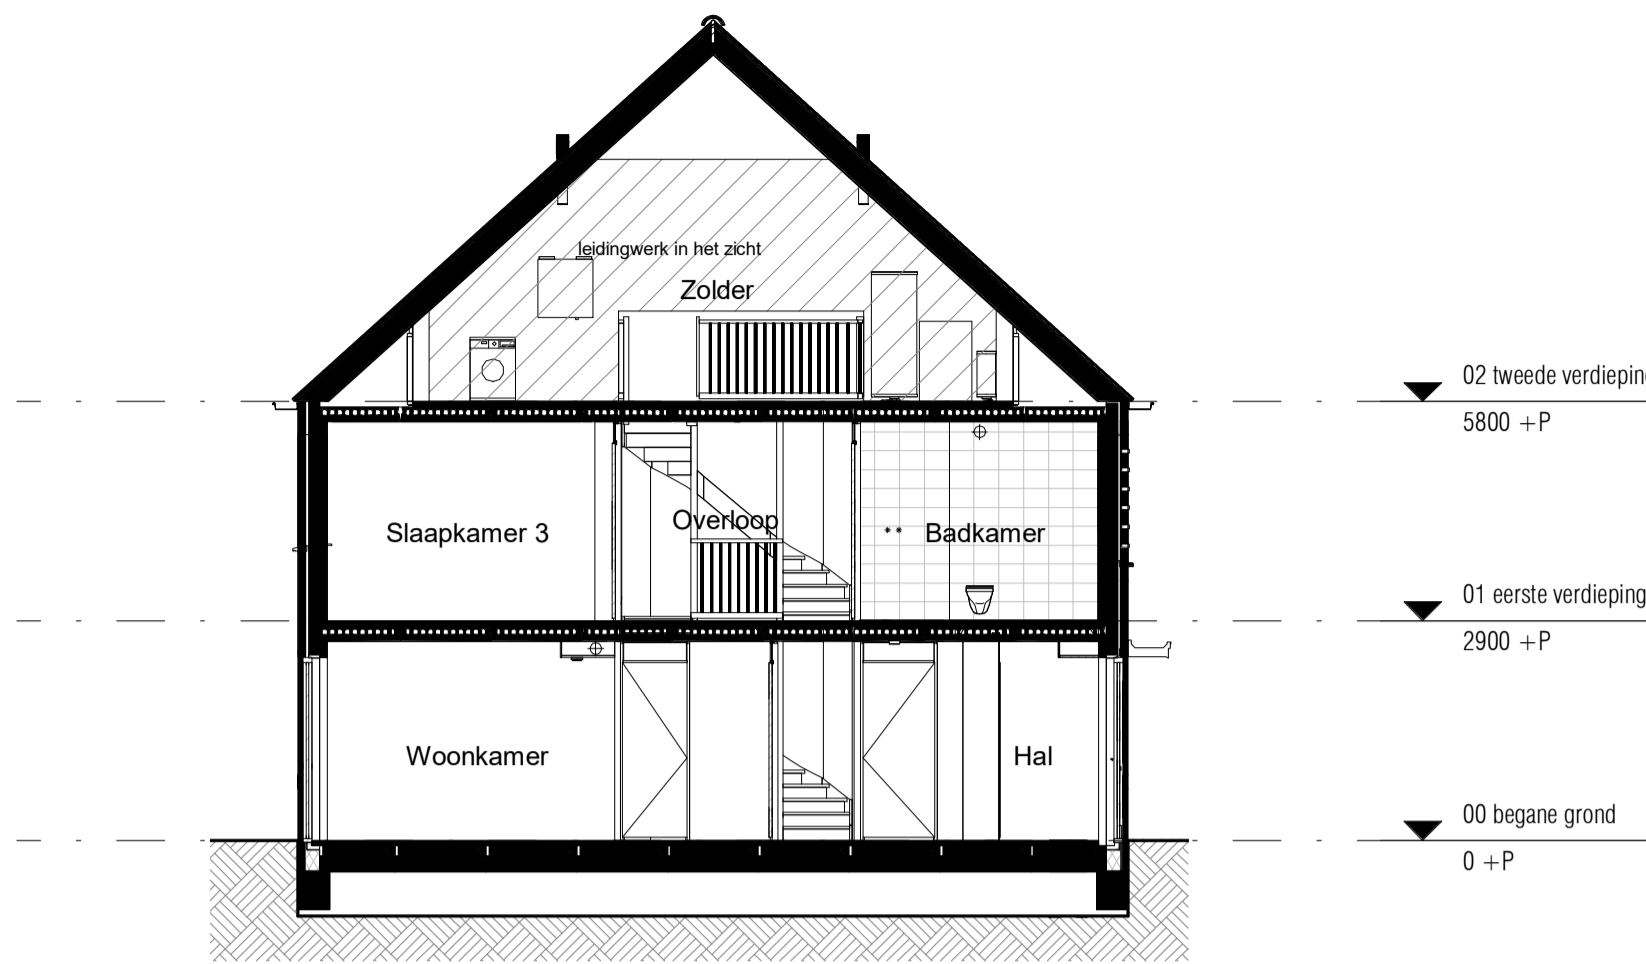 leidingwerk in het zicht
Zolder
02 tweede verdieping
5800 +P
Slaapkamer 3
Overloop
Badkamer
01 eerste verdieping
2900 +P
Woonkamer
Hal
00 begane grond
0 +P